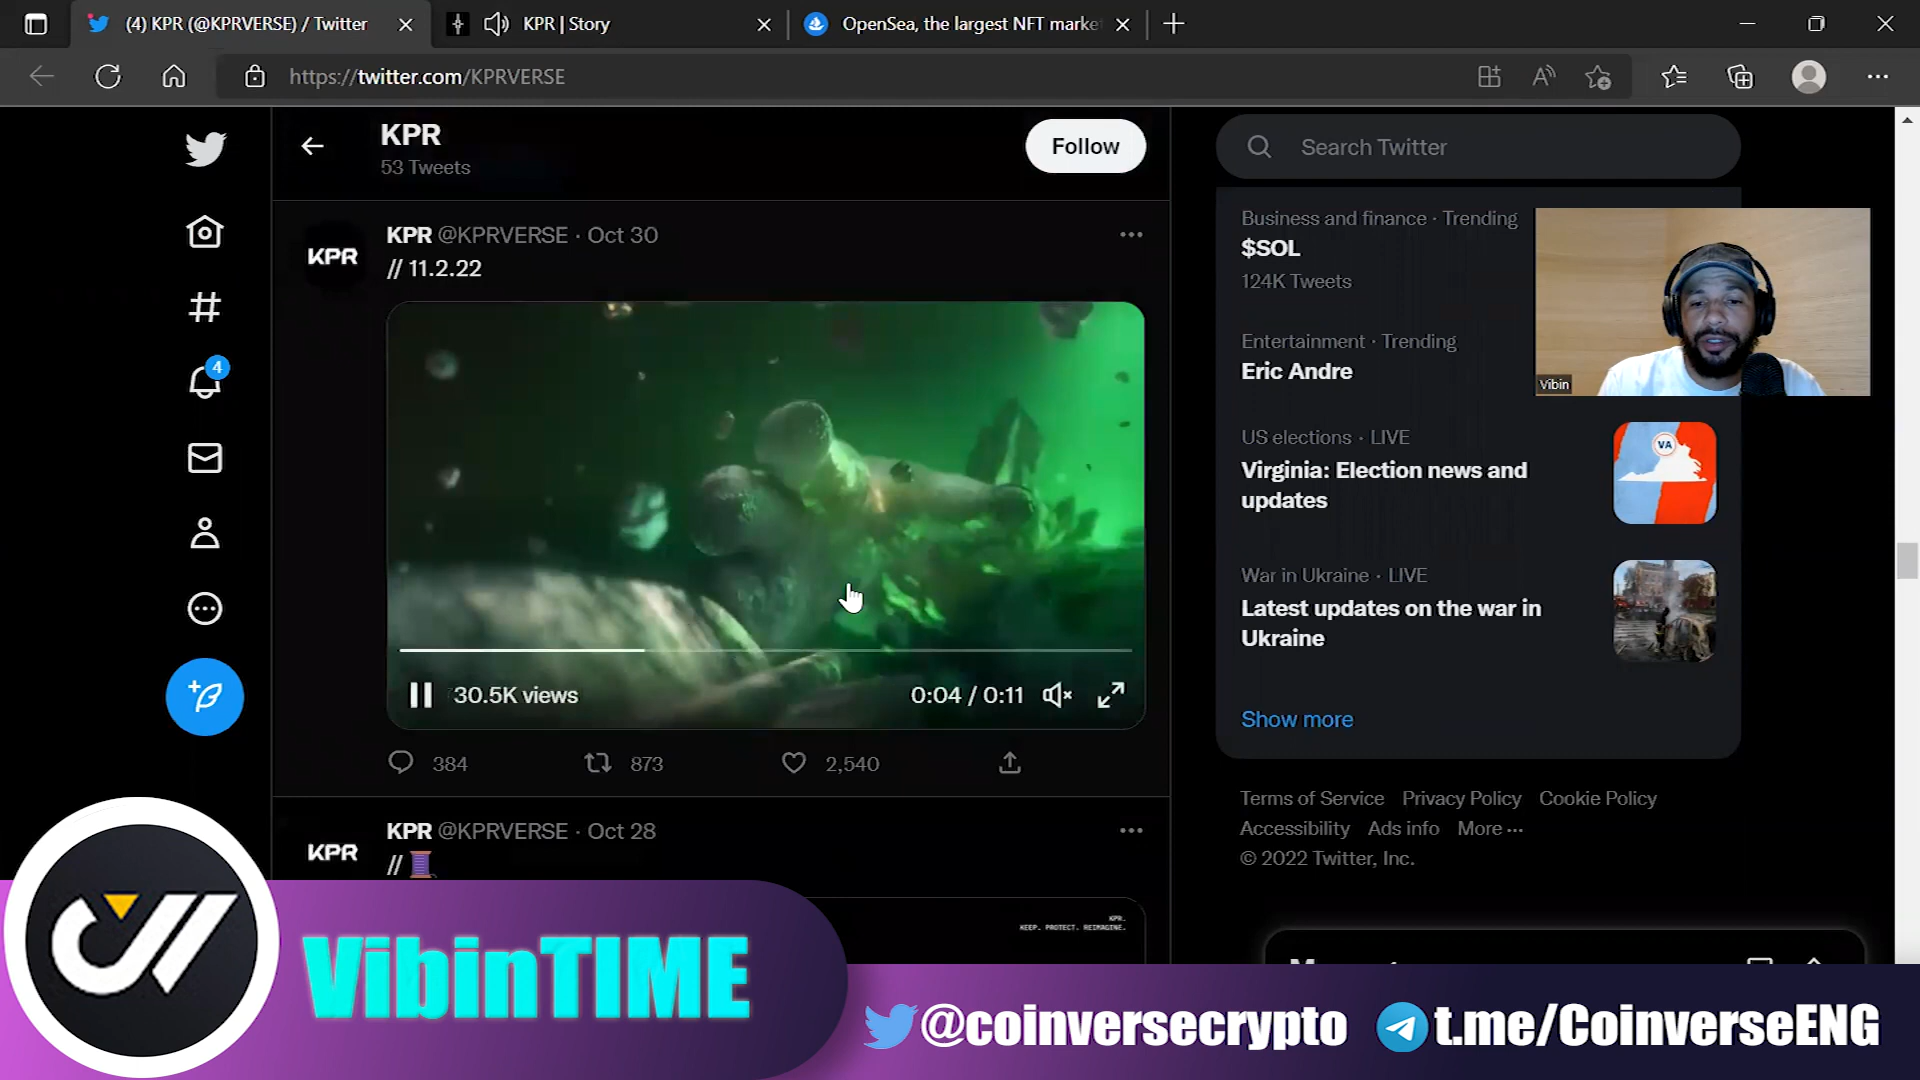 (4) KPR (@KPRVERSE) / Twitter
KPR | Story
OpenSea, the largest NFT marke
https://twitter.com/KPRVERSE
KPR
53 Tweets
Follow
Search Twitter
KPR
KPR @KPRVERSE · Oct 30
// 11.2.22
30.5K views
0:04 / 0:11
384
873
2,540
KPR
KPR @KPRVERSE · Oct 28
//
KPR.
KEEP. PROTECT. REIMAGINE.
4
Business and finance · Trending
$SOL
124K Tweets
Entertainment · Trending
Eric Andre
Vibin
US elections · LIVE
Virginia: Election news and
updates
VA
War in Ukraine · LIVE
Latest updates on the war in
Ukraine
Show more
Terms of Service Privacy Policy Cookie Policy
Accessibility Ads info More ···
© 2022 Twitter, Inc.
VibinTIME
@coinversecrypto
t.me/CoinverseENG